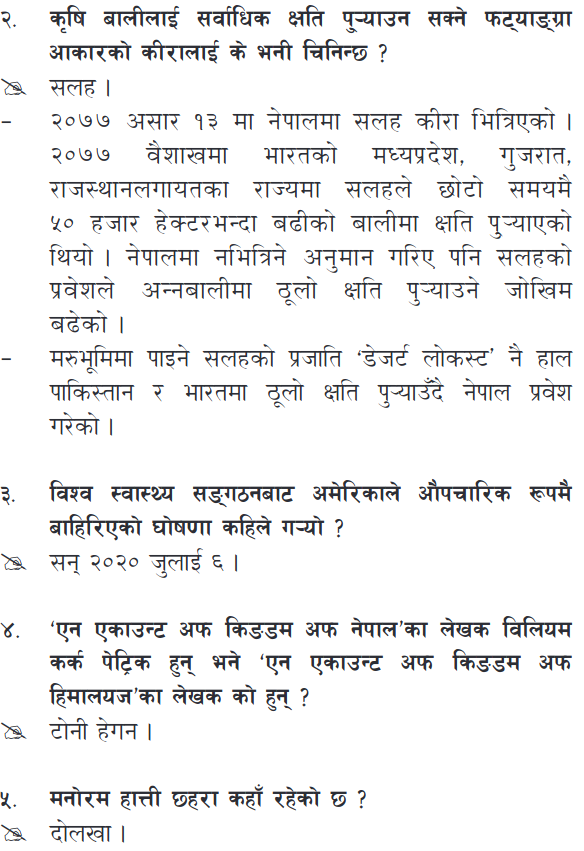 २. कृषि बालीलाई सर्वाधिक क्षति पुऱ्याउन सक्ने फट्याङ्ग्रा
आकारको कीरालाई के भनी चिनिन्छ ?
सलह ।
– २०७७ असार १३ मा नेपालमा सलह कीरा भित्रिएको ।
२०७७ वैशाखमा भारतको मध्यप्रदेश, गुजरात,
राजस्थानलगायतका राज्यमा सलहले छोटो समयमै
५० हजार हेक्टरभन्दा बढीको बालीमा क्षति पुऱ्याएको
थियो । नेपालमा नभित्रिने अनुमान गरिए पनि सलहको
प्रवेशले अन्नबालीमा ठूलो क्षति पुऱ्याउने जोखिम
बढेको ।
– मरुभूमिमा पाइने सलहको प्रजाति ‘डेजर्ट लोकस्ट’ नै हाल
पाकिस्तान र भारतमा ठूलो क्षति पुऱ्याउँदै नेपाल प्रवेश
गरेको ।
३. विश्व स्वास्थ्य सङ्गठनबाट अमेरिकाले औपचारिक रूपमै
बाहिरिएको घोषणा कहिले गऱ्यो ?
सन् २०२० जुलाई ६ ।
४. ‘एन एकाउन्ट अफ किङडम अफ नेपाल’का लेखक विलियम
कर्क पेट्रिक हुन् भने ‘एन एकाउन्ट अफ किङडम अफ
हिमालयज’का लेखक को हुन् ?
टोनी हेगन ।
५. मनोरम हात्ती छहरा कहाँ रहेको छ ?
दोलखा ।